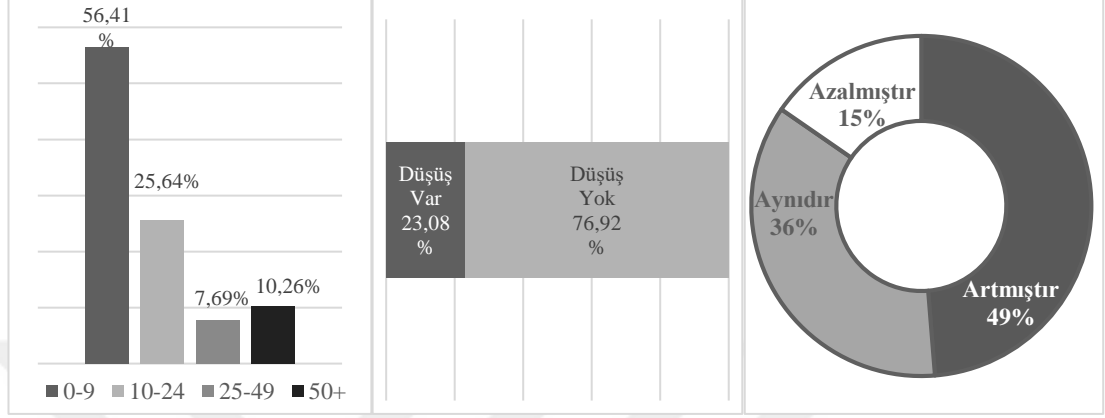 56,41
%
25,64%
7,69%
10,26%
0-9 10-24 25-49 50+
Düşüş
Var
23,08
%
Düşüş
Yok
76,92
%
Azalmıştır
15%
Aynıdır
36%
Artmıştır
49%